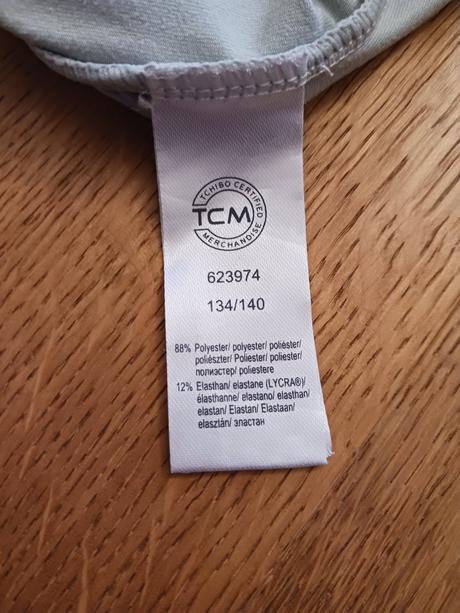 TCHIBO CERTIFIED
TCM
MERCHANDISE
623974
134/140
88% Polyester/ polyester/ poliéster/
poliészter/ Poliester/ poliester/
полиэстер/ poliestere
12% Elasthan/ elastane (LYCRA®)/
élasthanne/ elastano/ elasthan/
elastan/ Elastan/ Elastaan/
elasztán/ эластан